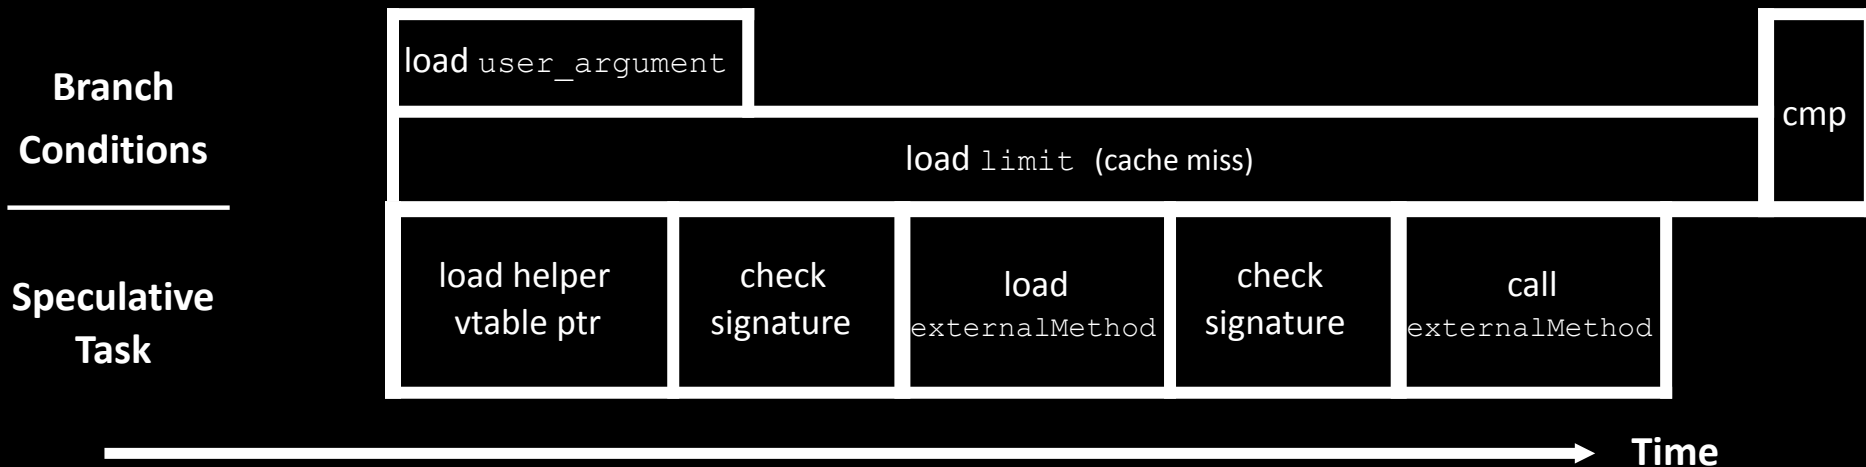 Branch
Conditions
load user_argument
load limit (cache miss)
cmp
Speculative
Task
load helper
vtable ptr
check
signature
load
externalMethod
check
signature
call
externalMethod
Time